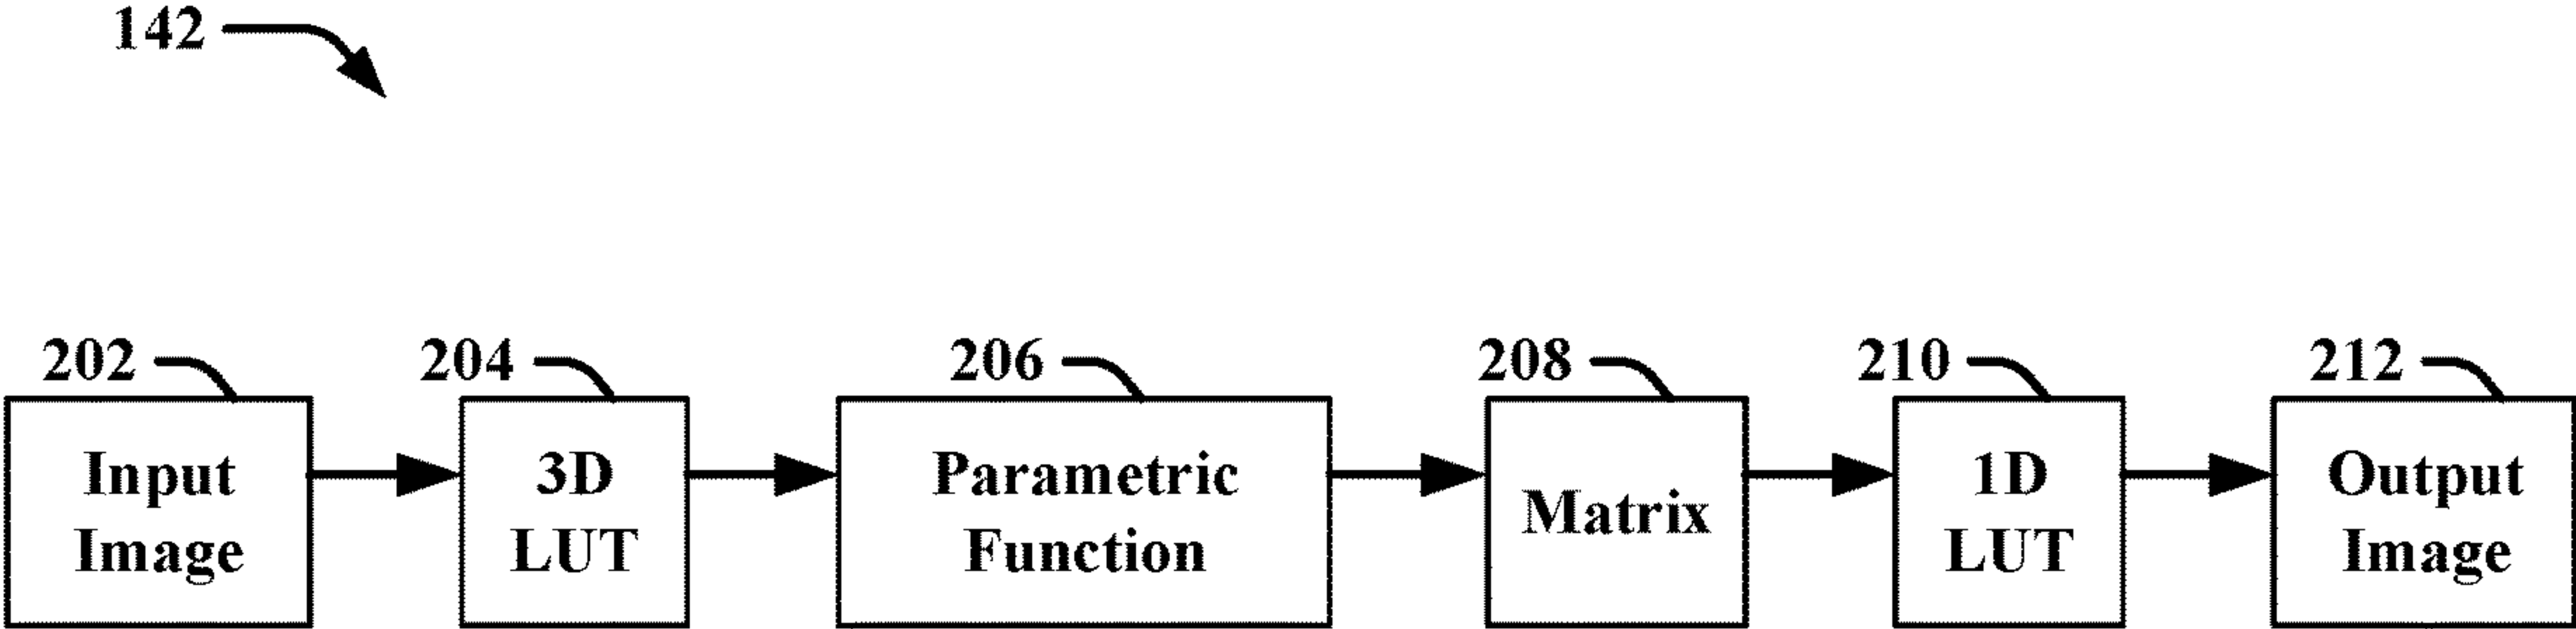 142
202
204
206
208
210
212
Input
Image
3D
LUT
Parametric
Function
Matrix
1D
LUT
Output
Image